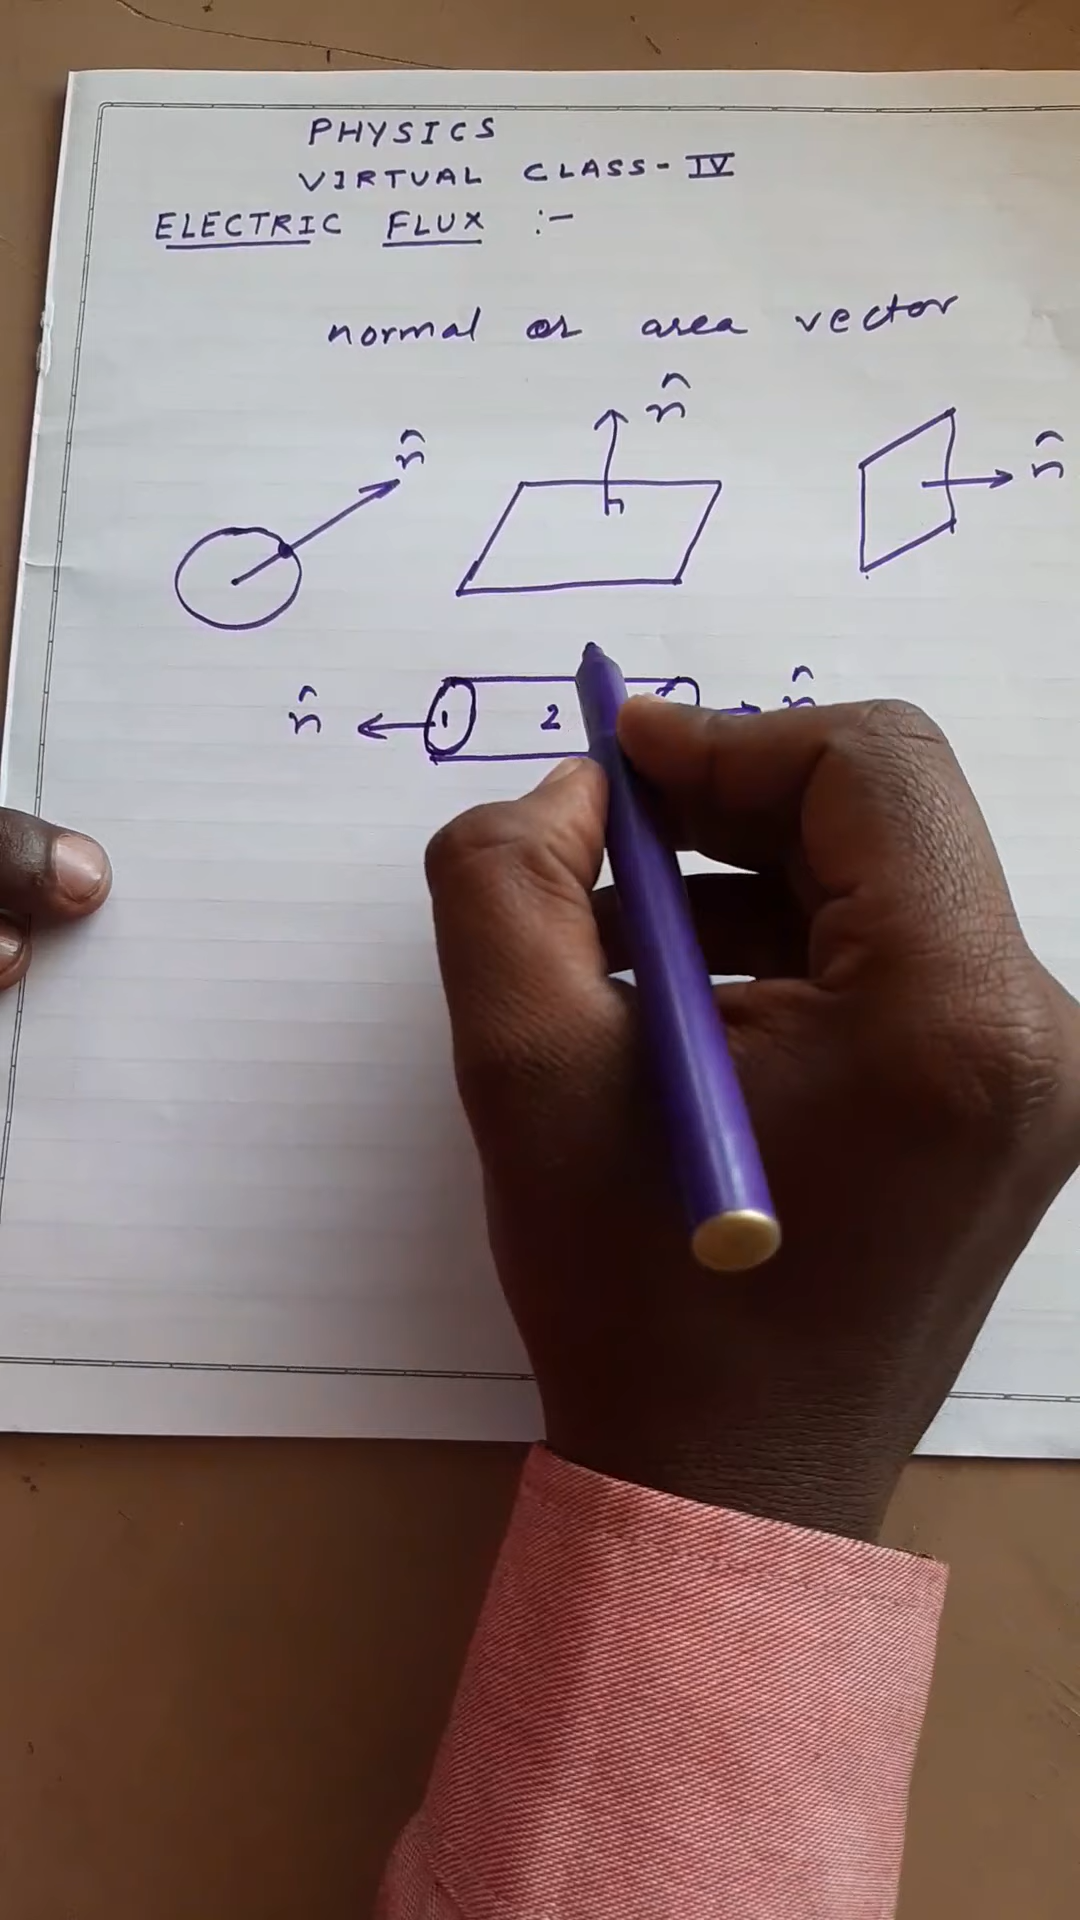 PHYSICS
VIRTUAL CLASS-IV
ELECTRIC FLUX :-
normal or area vector
n̂
n̂
n̂
n̂ 1 2 n̂